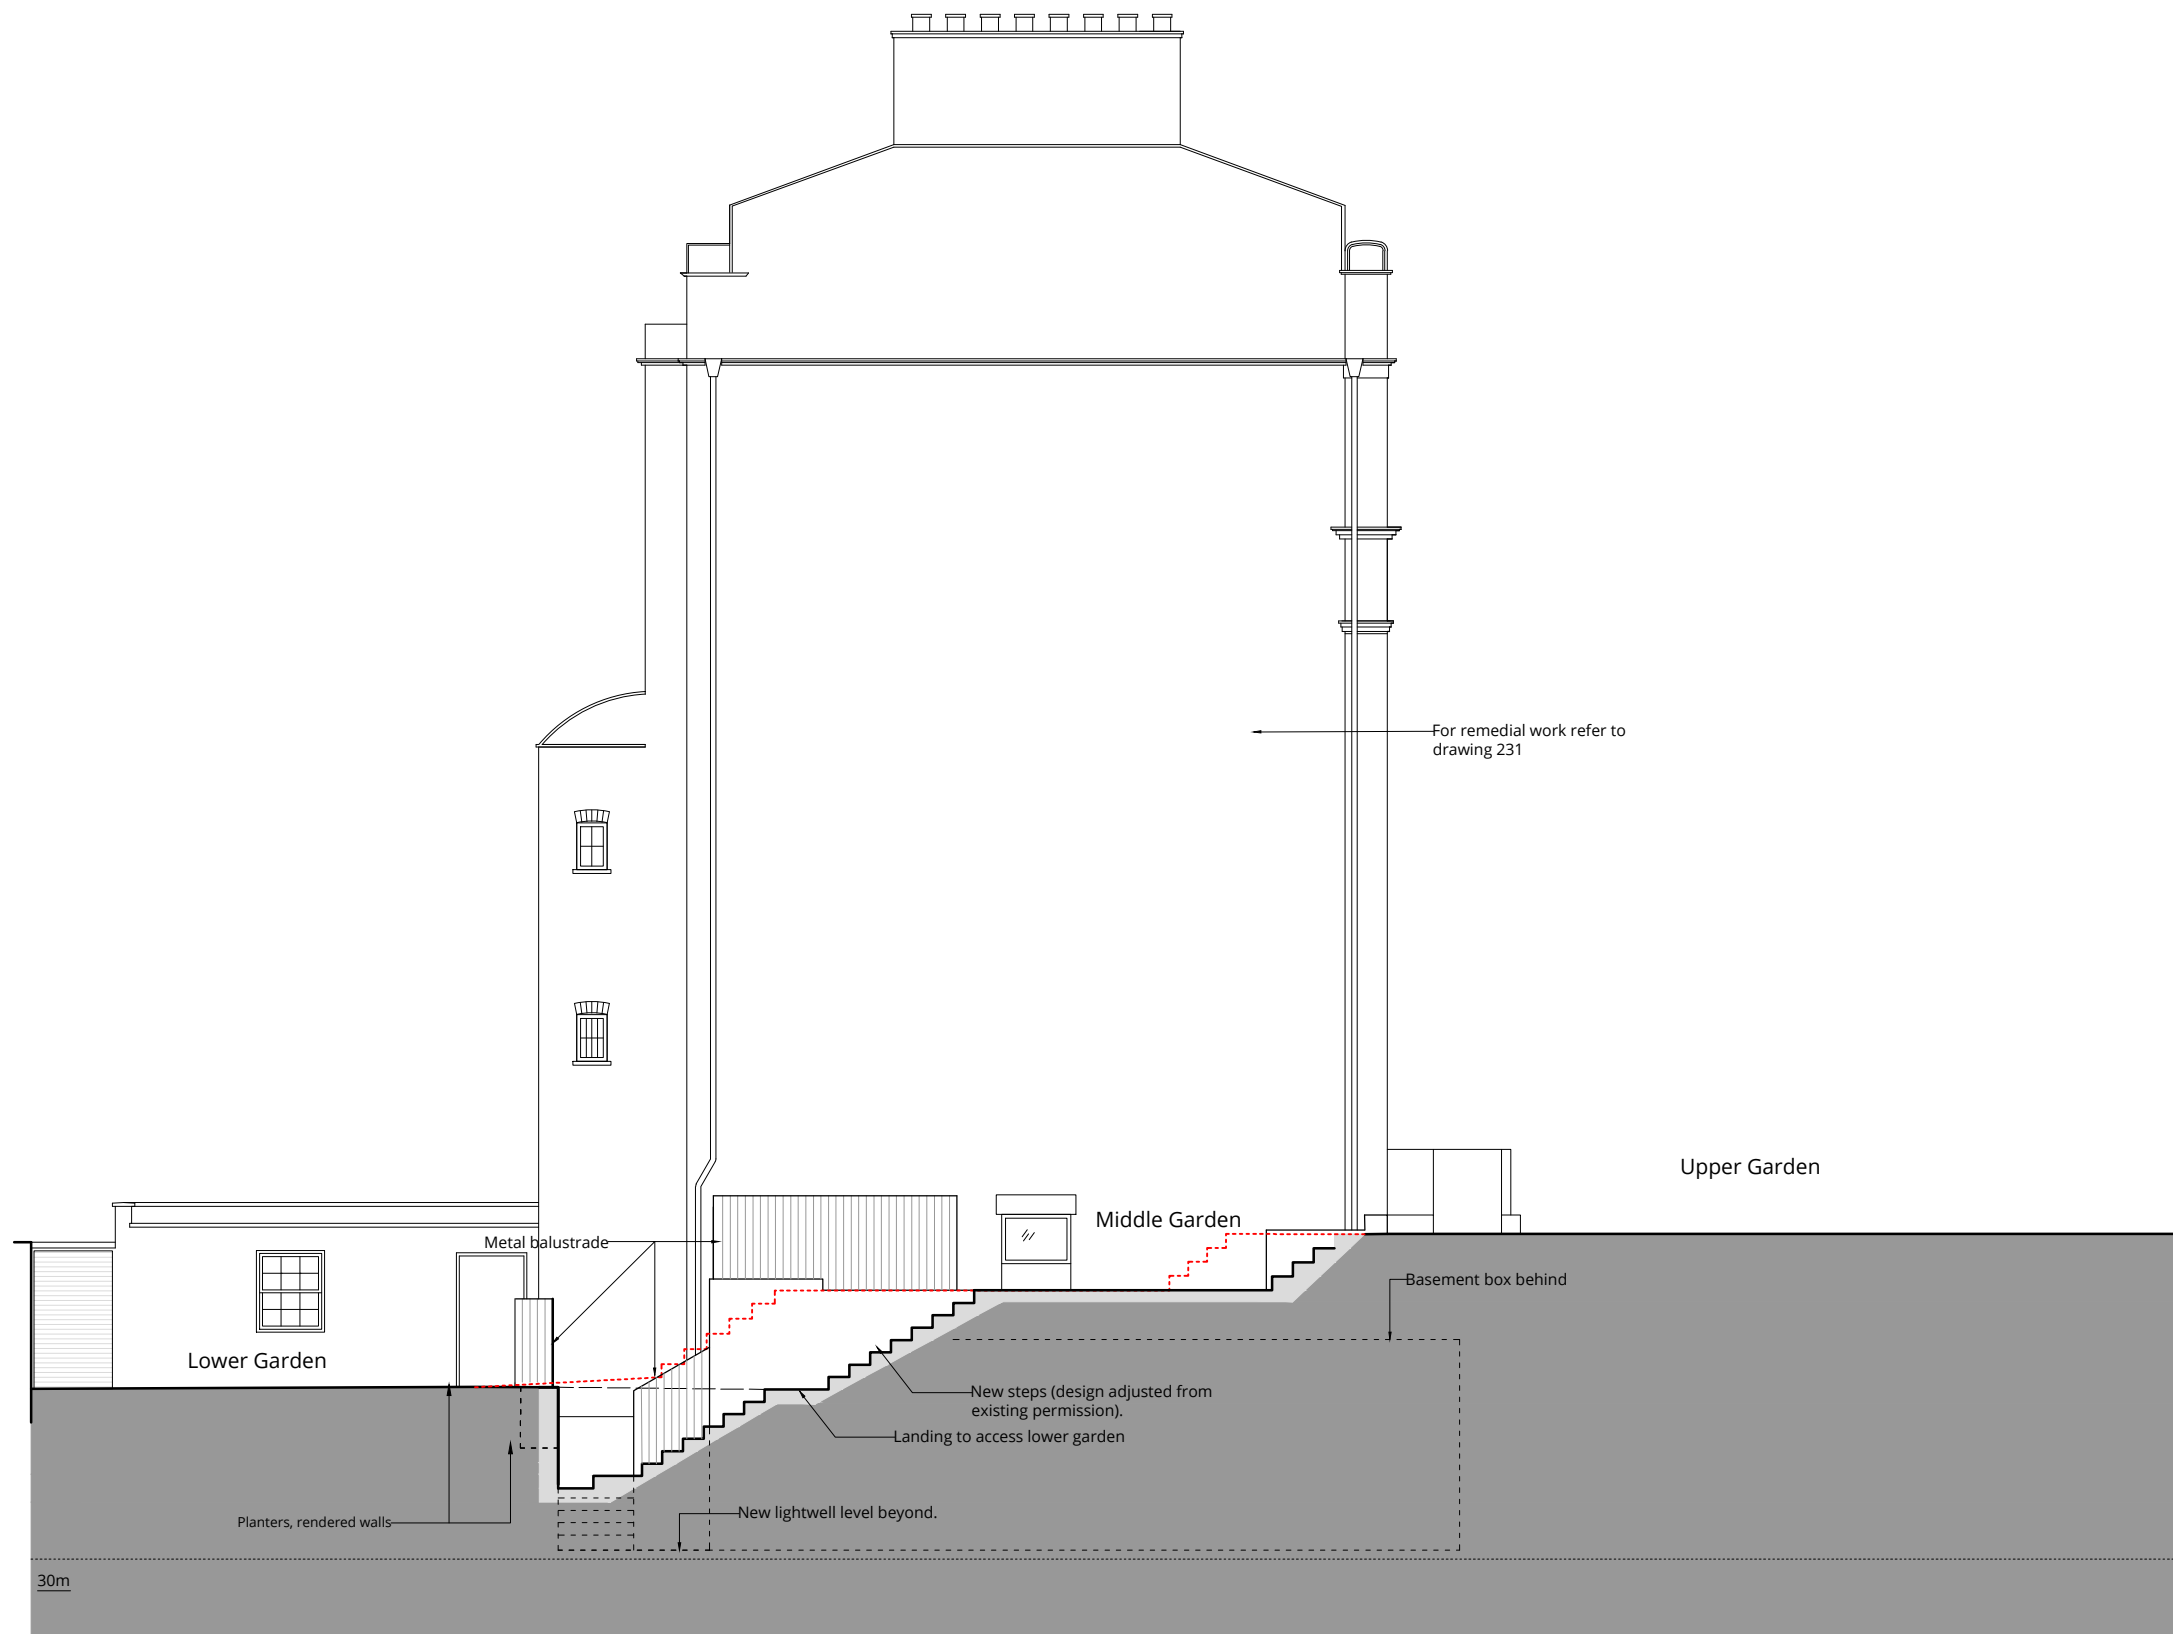 For remedial work refer to
drawing 231
Upper Garden
Middle Garden
Metal balustrade
Basement box behind
Lower Garden
New steps (design adjusted from
existing permission).
Landing to access lower garden
New lightwell level beyond.
Planters, rendered walls
30m